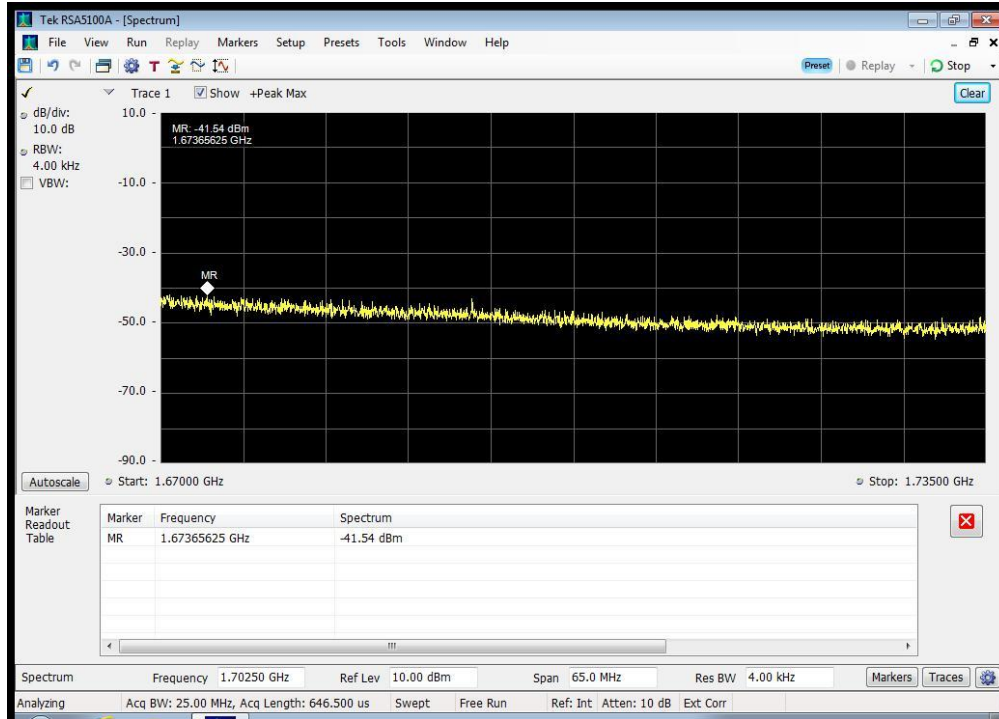 Tek RSA5100A - [Spectrum]
File View Run Replay Markers Setup Presets Tools Window Help
T Preset Replay Stop
Trace 1 Show +Peak Max Clear
dB/div:
10.0 dB
RBW:
4.00 kHz
VBW:
10.0
-10.0
-30.0
-50.0
-70.0
-90.0
MR: -41.54 dBm
1.67365625 GHz
MR
Autoscale Start: 1.67000 GHz Stop: 1.73500 GHz
Marker
Readout
Table
Marker Frequency Spectrum
MR 1.67365625 GHz -41.54 dBm
Spectrum Frequency 1.70250 GHz Ref Lev 10.00 dBm Span 65.0 MHz Res BW 4.00 kHz Markers Traces
Analyzing Acq BW: 25.00 MHz, Acq Length: 646.500 us Swept Free Run Ref: Int Atten: 10 dB Ext Corr